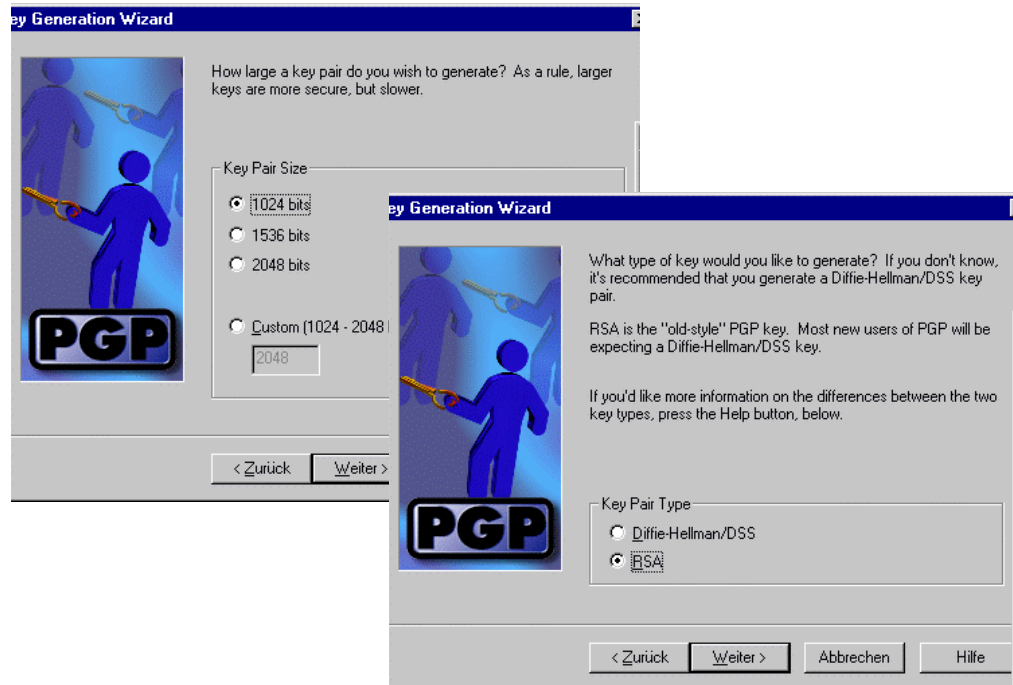 ey Generation Wizard
How large a key pair do you wish to generate? As a rule, larger
keys are more secure, but slower.
Key Pair Size
1024 bits
1536 bits
2048 bits
Custom (1024 - 2048
2048
PGP
< Zurück
Weiter >
ey Generation Wizard
What type of key would you like to generate? If you don't know,
it's recommended that you generate a Diffie-Hellman/DSS key
pair.
RSA is the "old-style" PGP key. Most new users of PGP will be
expecting a Diffie-Hellman/DSS key.
If you'd like more information on the differences between the two
key types, press the Help button, below.
Key Pair Type
Diffie-Hellman/DSS
RSA
PGP
< Zurück
Weiter >
Abbrechen
Hilfe